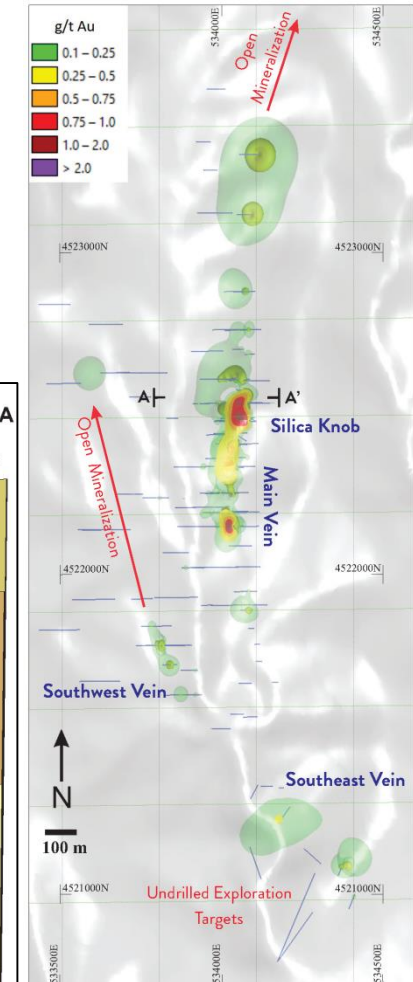 g/t Au
0.1 – 0.25
0.25 – 0.5
0.5 – 0.75
0.75 – 1.0
1.0 – 2.0
> 2.0
534000E
534500E
Open
Mineralization
4523000N
4523000N
A
A
A'
Silica Knob
Open Mineralization
Main Vein
4522000N
4522000N
Southwest Vein
N
100 m
Southeast Vein
4521000N
4521000N
Undrilled Exploration
Targets
533500E
534000E
534500E